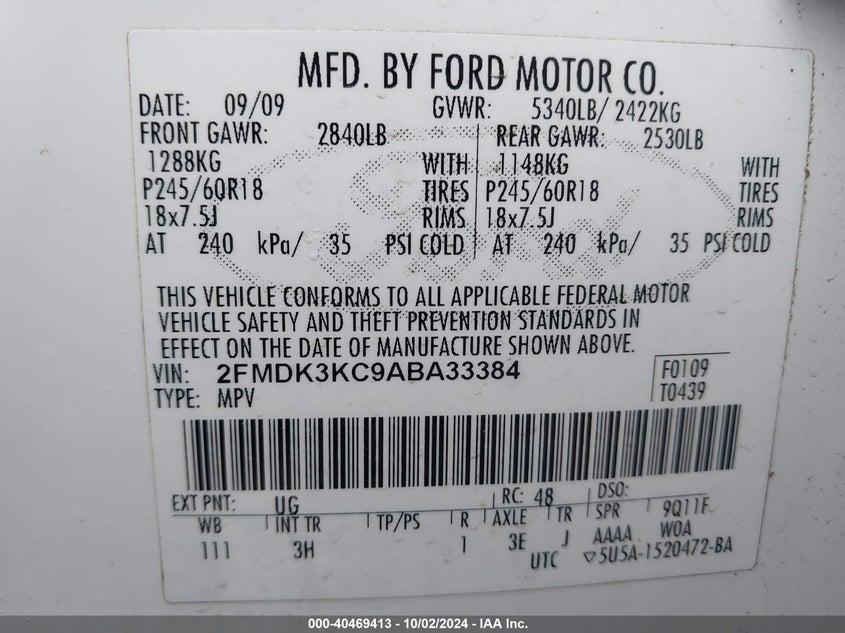 MFD. BY FORD MOTOR CO.
DATE: 09/09 GVWR: 5340LB/ 2422KG
FRONT GAWR: 2840LB REAR GAWR: 2530LB
1288KG WITH 1148KG WITH
P245/60R18 TIRES P245/60R18 TIRES
18x7.5J RIMS 18x7.5J RIMS
AT 240 kPa/ 35 PSI COLD AT 240 kPa/ 35 PSI COLD
THIS VEHICLE CONFORMS TO ALL APPLICABLE FEDERAL MOTOR
VEHICLE SAFETY AND THEFT PREVENTION STANDARDS IN
EFFECT ON THE DATE OF MANUFACTURE SHOWN ABOVE.
VIN: 2FMDK3KC9ABA33384 F0109
TYPE: MPV T0439
EXT PNT: UG RC: 48 DSO:
WB INT TR TP/PS R AXLE TR SPR 9Q11F
111 3H 1 3E J AAAA WOA
UTC ▽5U5A-1520472-BA
000-40469413 - 10/02/2024 - IAA Inc.